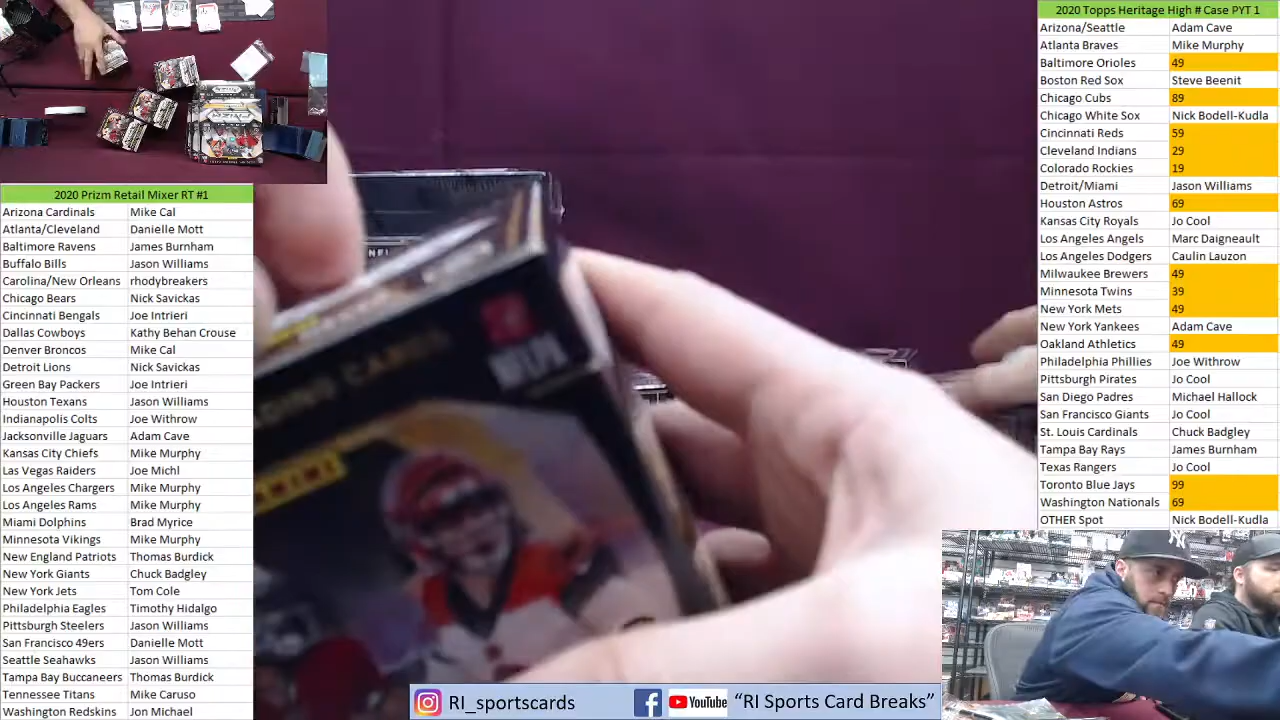 2020 Prizm Retail Mixer RT #1
Arizona Cardinals Mike Cal
Atlanta/Cleveland Danielle Mott
Baltimore Ravens James Burnham
Buffalo Bills Jason Williams
Carolina/New Orleans rhodybreakers
Chicago Bears Nick Savickas
Cincinnati Bengals Joe Intrieri
Dallas Cowboys Kathy Behan Crouse
Denver Broncos Mike Cal
Detroit Lions Nick Savickas
Green Bay Packers Joe Intrieri
Houston Texans Jason Williams
Indianapolis Colts Joe Withrow
Jacksonville Jaguars Adam Cave
Kansas City Chiefs Mike Murphy
Las Vegas Raiders Joe Michl
Los Angeles Chargers Mike Murphy
Los Angeles Rams Mike Murphy
Miami Dolphins Brad Myrice
Minnesota Vikings Mike Murphy
New England Patriots Thomas Burdick
New York Giants Chuck Badgley
New York Jets Tom Cole
Philadelphia Eagles Timothy Hidalgo
Pittsburgh Steelers Jason Williams
San Francisco 49ers Danielle Mott
Seattle Seahawks Jason Williams
Tampa Bay Buccaneers Thomas Burdick
Tennessee Titans Mike Caruso
Washington Redskins Jon Michael
NFL
TRADING CARDS
PANINI
RI_sportscards YouTube "RI Sports Card Breaks"
2020 Topps Heritage High # Case PYT 1
Arizona/Seattle Adam Cave
Atlanta Braves Mike Murphy
Baltimore Orioles 49
Boston Red Sox Steve Beenit
Chicago Cubs 89
Chicago White Sox Nick Bodell-Kudla
Cincinnati Reds 59
Cleveland Indians 29
Colorado Rockies 19
Detroit/Miami Jason Williams
Houston Astros 69
Kansas City Royals Jo Cool
Los Angeles Angels Marc Daigneault
Los Angeles Dodgers Caulin Lauzon
Milwaukee Brewers 49
Minnesota Twins 39
New York Mets 49
New York Yankees Adam Cave
Oakland Athletics 49
Philadelphia Phillies Joe Withrow
Pittsburgh Pirates Jo Cool
San Diego Padres Michael Hallock
San Francisco Giants Jo Cool
St. Louis Cardinals Chuck Badgley
Tampa Bay Rays James Burnham
Texas Rangers Jo Cool
Toronto Blue Jays 99
Washington Nationals 69
OTHER Spot Nick Bodell-Kudla